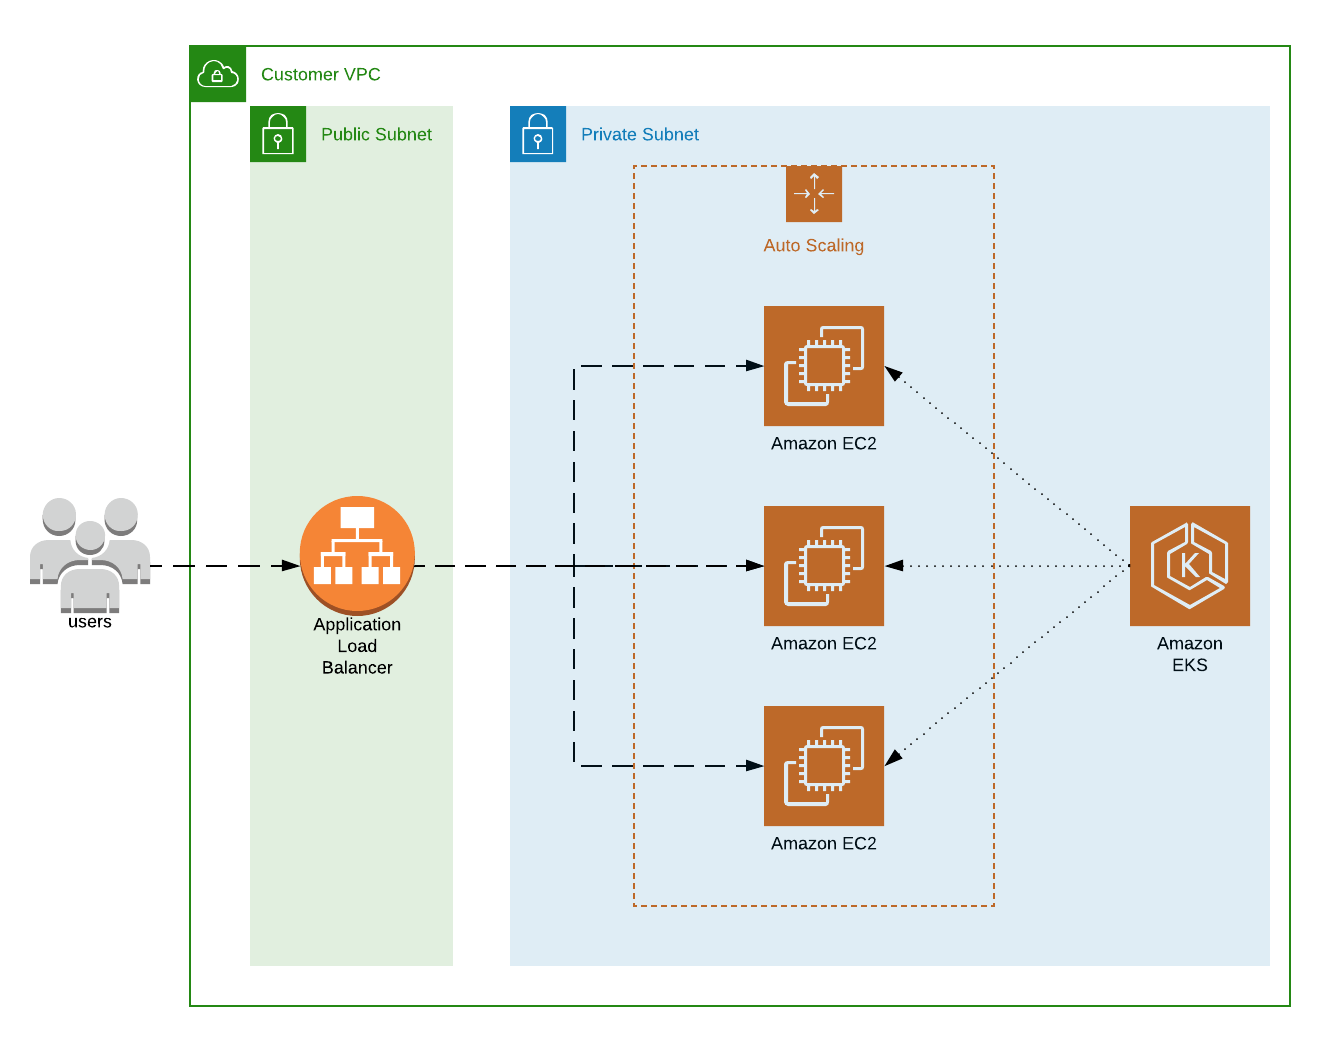 Customer VPC
Public Subnet
Private Subnet
Auto Scaling
Amazon EC2
users
Application
Load
Balancer
Amazon EC2
K
Amazon
EKS
Amazon EC2